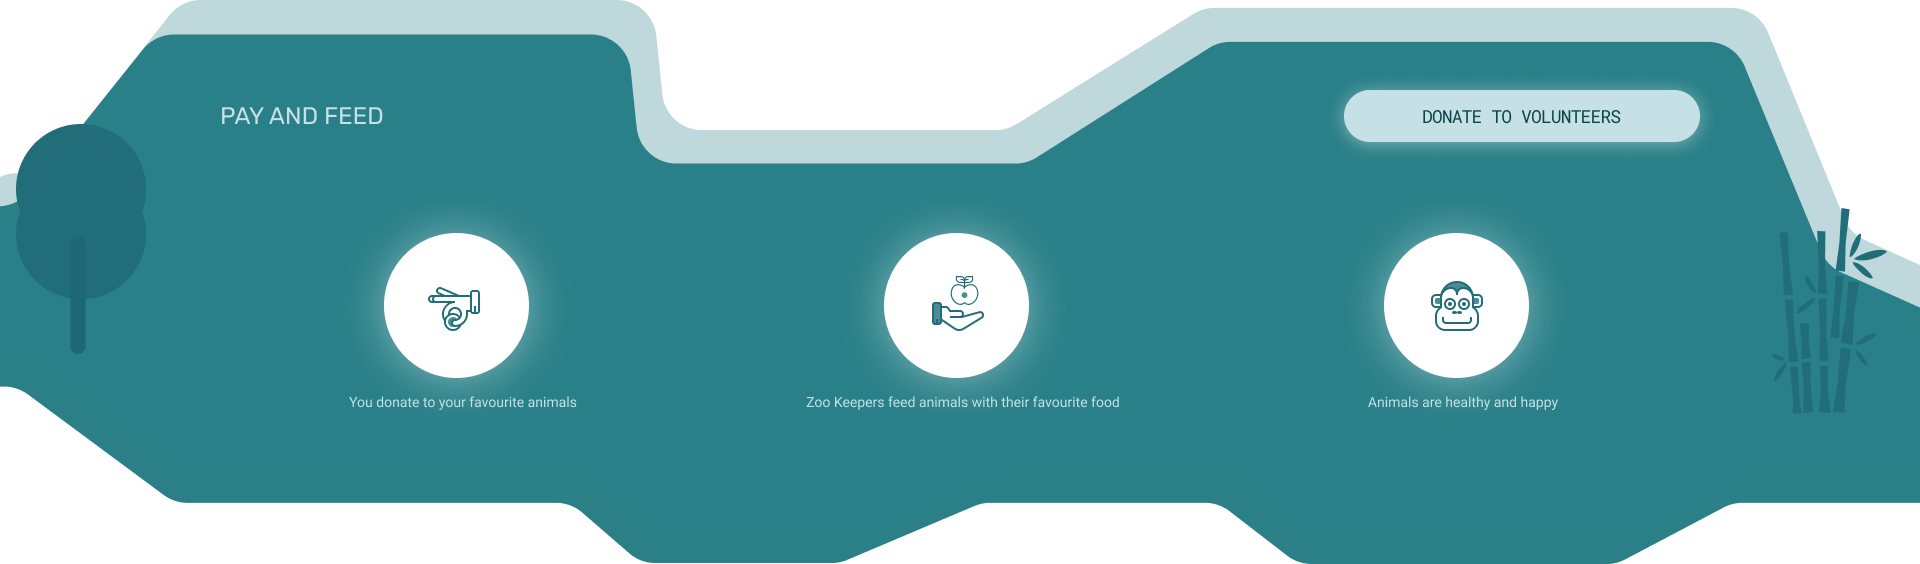 PAY AND FEED
DONATE TO VOLUNTEERS
You donate to your favourite animals
Zoo Keepers feed animals with their favourite food
Animals are healthy and happy